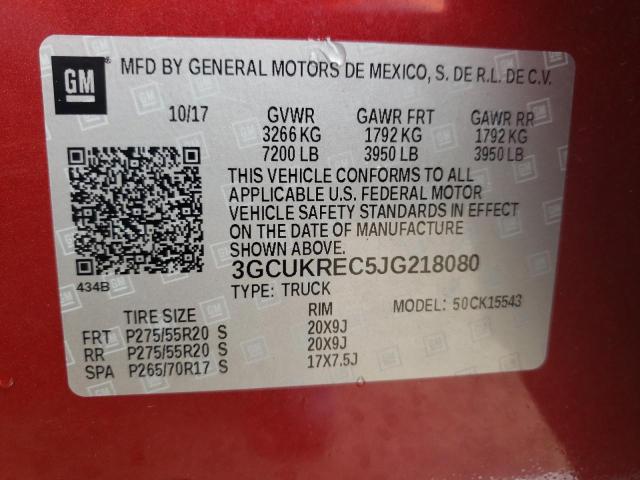 GM
MFD BY GENERAL MOTORS DE MEXICO, S. DE R.L. DE C.V.
10/17 GVWR GAWR FRT GAWR RR
3266 KG 1792 KG 1792 KG
7200 LB 3950 LB 3950 LB
THIS VEHICLE CONFORMS TO ALL
APPLICABLE U.S. FEDERAL MOTOR
VEHICLE SAFETY STANDARDS IN EFFECT
ON THE DATE OF MANUFACTURE
SHOWN ABOVE.
434B
3GCUKREC5JG218080
TYPE: TRUCK
MODEL: 50CK15543
TIRE SIZE RIM
FRT P275/55R20 S 20X9J
RR P275/55R20 S 20X9J
SPA P265/70R17 S 17X7.5J